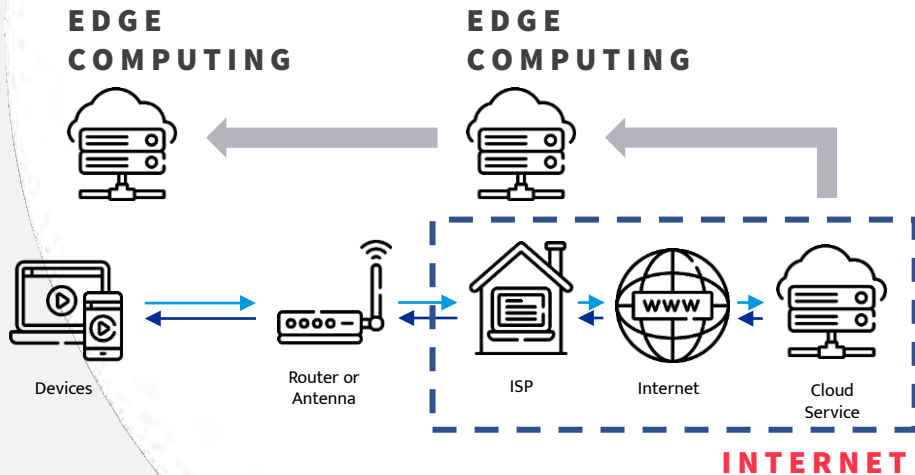 EDGE
COMPUTING
EDGE
COMPUTING
WWW
Devices
Router or
Antenna
ISP
Internet
Cloud
Service
INTERNET